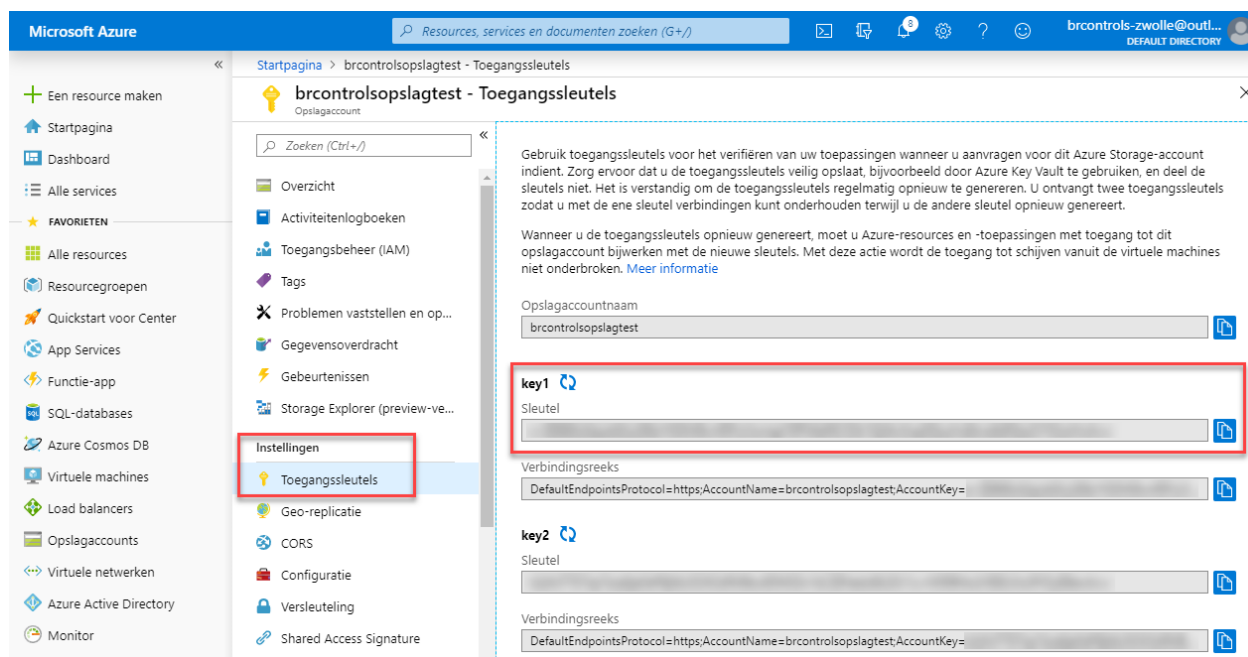 Microsoft Azure
Resources, services en documenten zoeken (G+/)
8
brcontrols-zwolle@outl...
DEFAULT DIRECTORY
Een resource maken
Startpagina
Dashboard
Alle services
FAVORIETEN
Alle resources
Resourcegroepen
Quickstart voor Center
App Services
Functie-app
SQL-databases
Azure Cosmos DB
Virtuele machines
Load balancers
Opslagaccounts
Virtuele netwerken
Azure Active Directory
Monitor
Startpagina > brcontrolsopslagtest - Toegangssleutels
brcontrolsopslagtest - Toegangssleutels
Opslagaccount
Zoeken (Ctrl+/)
Overzicht
Activiteitenlogboeken
Toegangsbeheer (IAM)
Tags
Problemen vaststellen en op...
Gegevensoverdracht
Gebeurtenissen
Storage Explorer (preview-ve...
Instellingen
Toegangssleutels
Geo-replicatie
CORS
Configuratie
Versleuteling
Shared Access Signature
Gebruik toegangssleutels voor het verifiëren van uw toepassingen wanneer u aanvragen voor dit Azure Storage-account
indient. Zorg ervoor dat u de toegangssleutels veilig opslaat, bijvoorbeeld door Azure Key Vault te gebruiken, en deel de
sleutels niet. Het is verstandig om de toegangssleutels regelmatig opnieuw te genereren. U ontvangt twee toegangssleutels
zodat u met de ene sleutel verbindingen kunt onderhouden terwijl u de andere sleutel opnieuw genereert.
Wanneer u de toegangssleutels opnieuw genereert, moet u Azure-resources en -toepassingen met toegang tot dit
opslagaccount bijwerken met de nieuwe sleutels. Met deze actie wordt de toegang tot schijven vanuit de virtuele machines
niet onderbroken. Meer informatie
Opslagaccountnaam
brcontrolsopslagtest
key1
Sleutel
Verbindingsreeks
DefaultEndpointsProtocol=https;AccountName=brcontrolsopslagtest;AccountKey=
key2
Sleutel
Verbindingsreeks
DefaultEndpointsProtocol=https;AccountName=brcontrolsopslagtest;AccountKey=